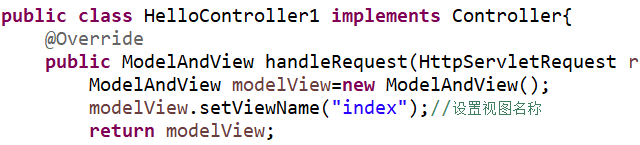 public class HelloController1 implements Controller{
@Override
public ModelAndView handleRequest(HttpServletRequest r
ModelAndView modelView=new ModelAndView();
modelView.setViewName("index");//设置视图名称
return modelView;